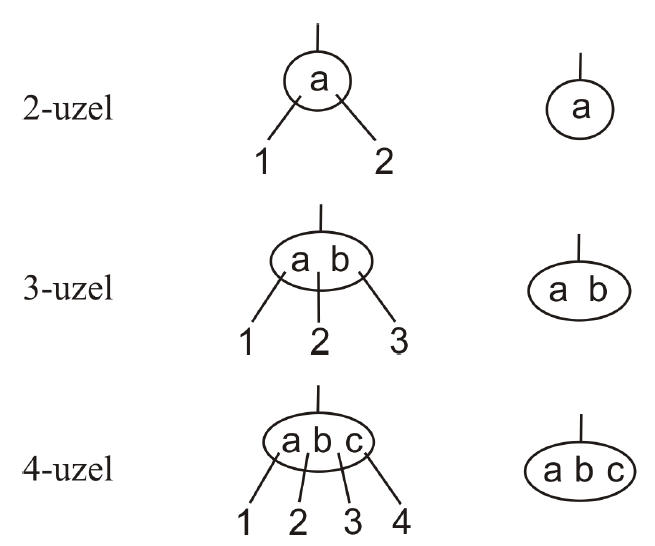 a
2-uzel a
1 2
a b
3-uzel a b
1 2 3
a b c
4-uzel a b c
1 2 3 4